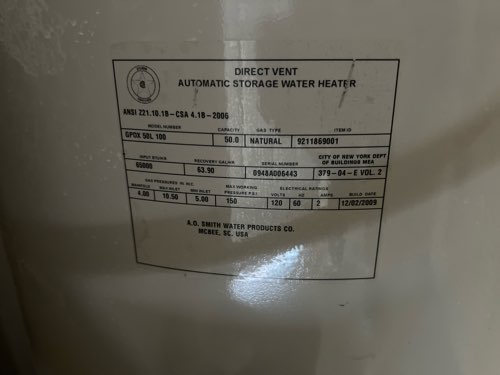 DIRECT VENT
AUTOMATIC STORAGE WATER HEATER
ANSI Z21.10.1B-CSA 4.1B-2006
MODEL NUMBER CAPACITY GAS TYPE ITEM ID
GPDX 50L 100 50.0 NATURAL 9211869001
INPUT BTU/HR RECOVERY GAL/HR SERIAL NUMBER CITY OF NEW YORK DEPT OF BUILDINGS MEA
65000 63.90 0948A006443 379-04-E VOL. 2
GAS PRESSURES IN W.C. MAX WORKING ELECTRICAL RATINGS
MANIFOLD MAX INLET MIN INLET PRESSURE P.S.I VOLTS HZ AMPS BUILD DATE
4.00 10.50 5.00 150 120 60 2 12/02/2009
A.O. SMITH WATER PRODUCTS CO.
MCBEE, SC. USA